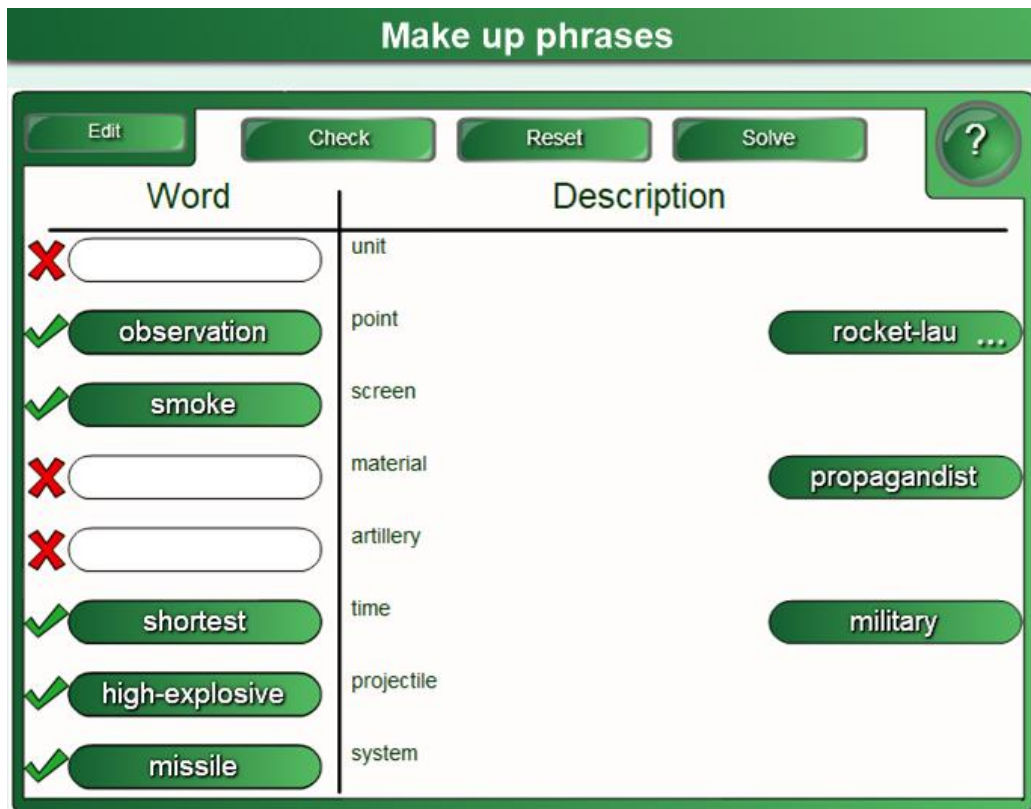 Make up phrases
Edit
Check
Reset
Solve
?
Word
Description
unit
observation
point
rocket-lau ...
smoke
screen
material
propagandist
artillery
shortest
time
military
high-explosive
projectile
missile
system